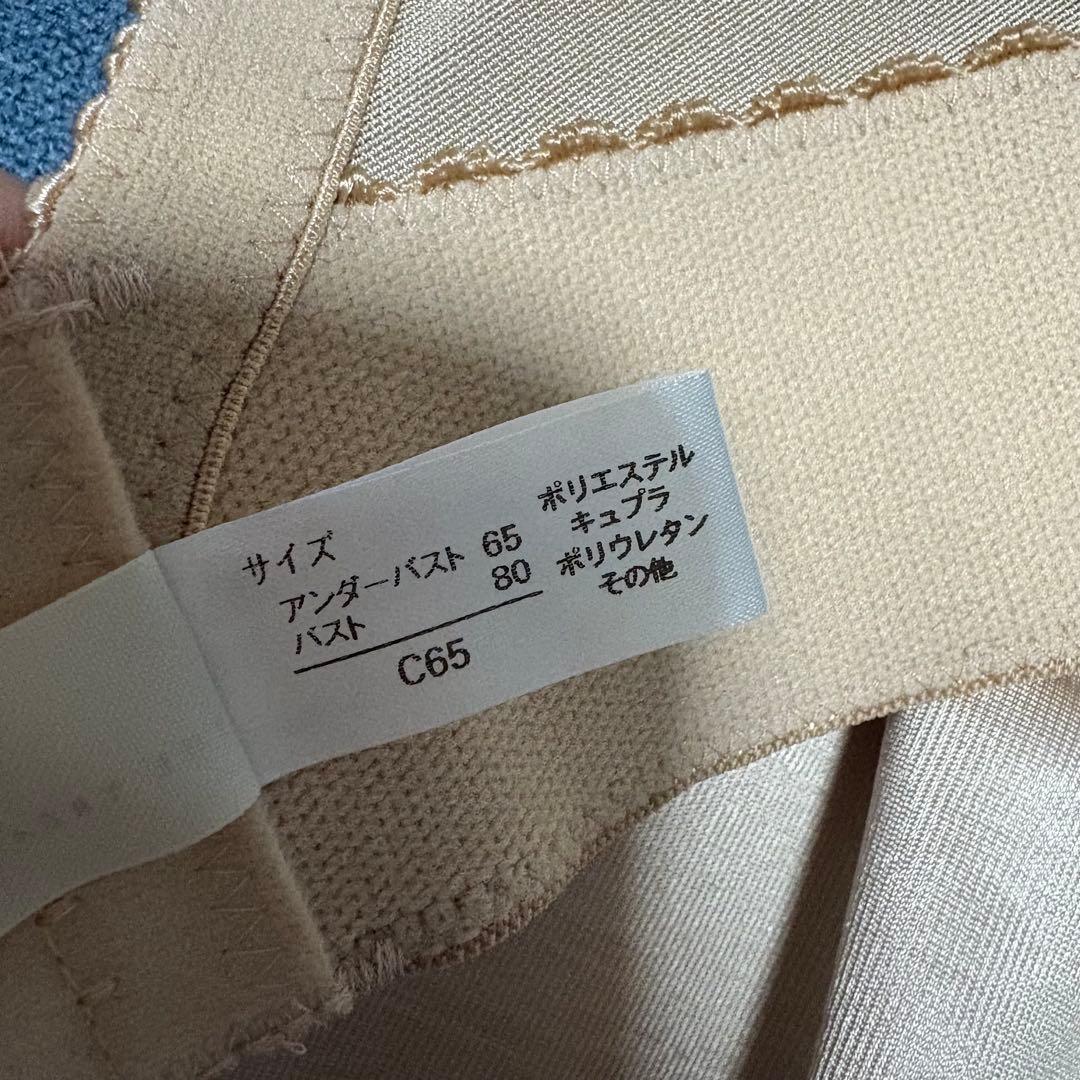 サイズ
アンダーバスト 65
バスト 80
C65
ポリエステル
キュプラ
ポリウレタン
その他